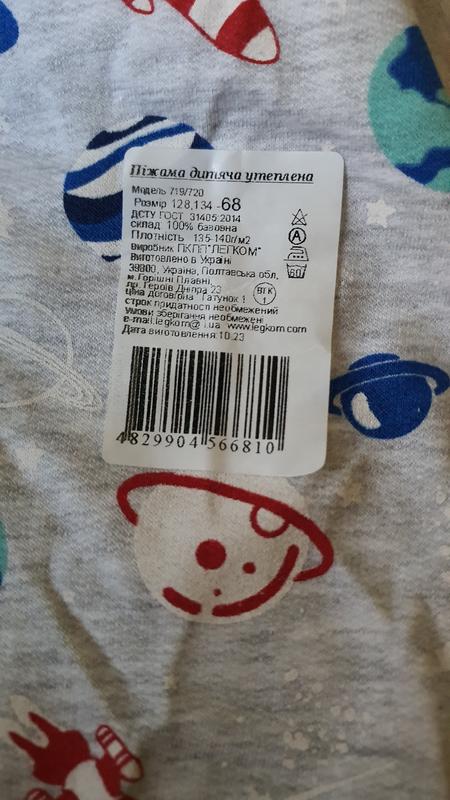 Піжама дитяча утеплена
Модель 719/720
Розмір 128,134 -68
ДСТУ ГОСТ 31405:2014
склад 100% бавовна
Плотність 135-140г/м2
виробник ПКПП"ЛЕГКОМ"
Виготовлено в Україні
39800, Україна, Полтавська обл,
м.Горішні Плавні,
пр. Героїв Дніпра 23
ціна договірна Гатунок 1
строк придатності необмежений
умови зберігання необмежені
e-mail,legkom@i.ua www.legkom.com
Дата виготовлення:10.23
A
60
ВТК
1
4 829904 566810